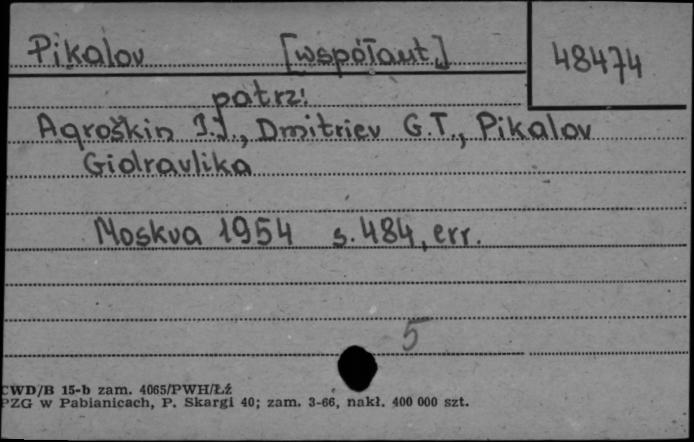 Pikalov [współaut.] 48474
patrz:
Agroškin I.I., Dmitriev G.T., Pikalov
Gidravlika
Moskva 1954 s. 484, err.
5
CWD/B 15-b zam. 4065/PWH/Łź
PZG w Pabianicach, P. Skargi 40; zam. 3-66, nakł. 400 000 szt.